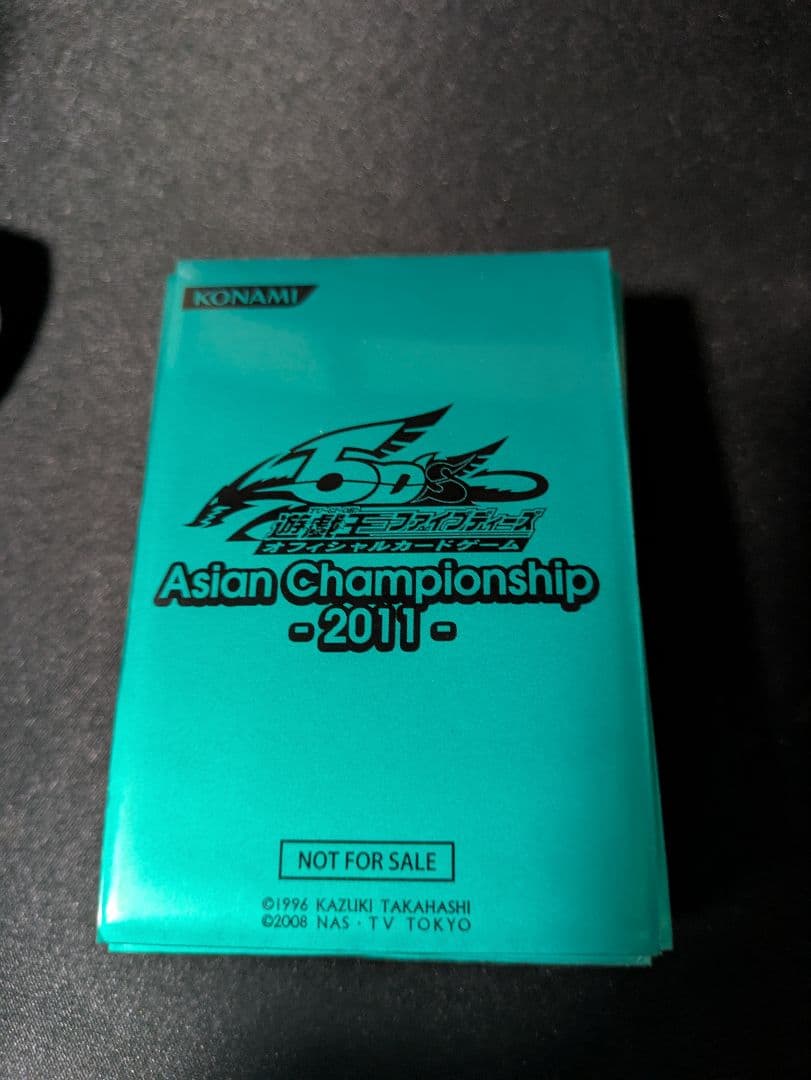 KONAMI
5D's
遊戯王ファイブディーズ
オフィシャルカードゲーム
Asian Championship
- 2011 -
NOT FOR SALE
©1996 KAZUKI TAKAHASHI
©2008 NAS・TV TOKYO